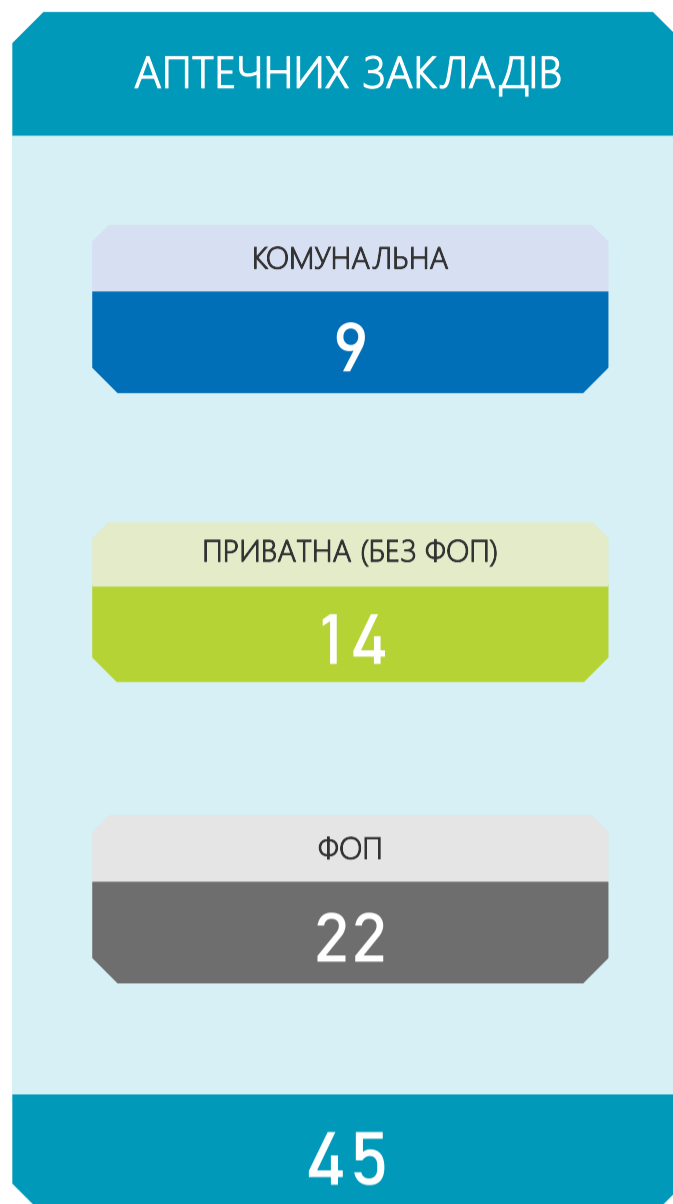 АПТЕЧНИХ ЗАКЛАДІВ
КОМУНАЛЬНА
9
ПРИВАТНА (БЕЗ ФОП)
14
ФОП
22
45